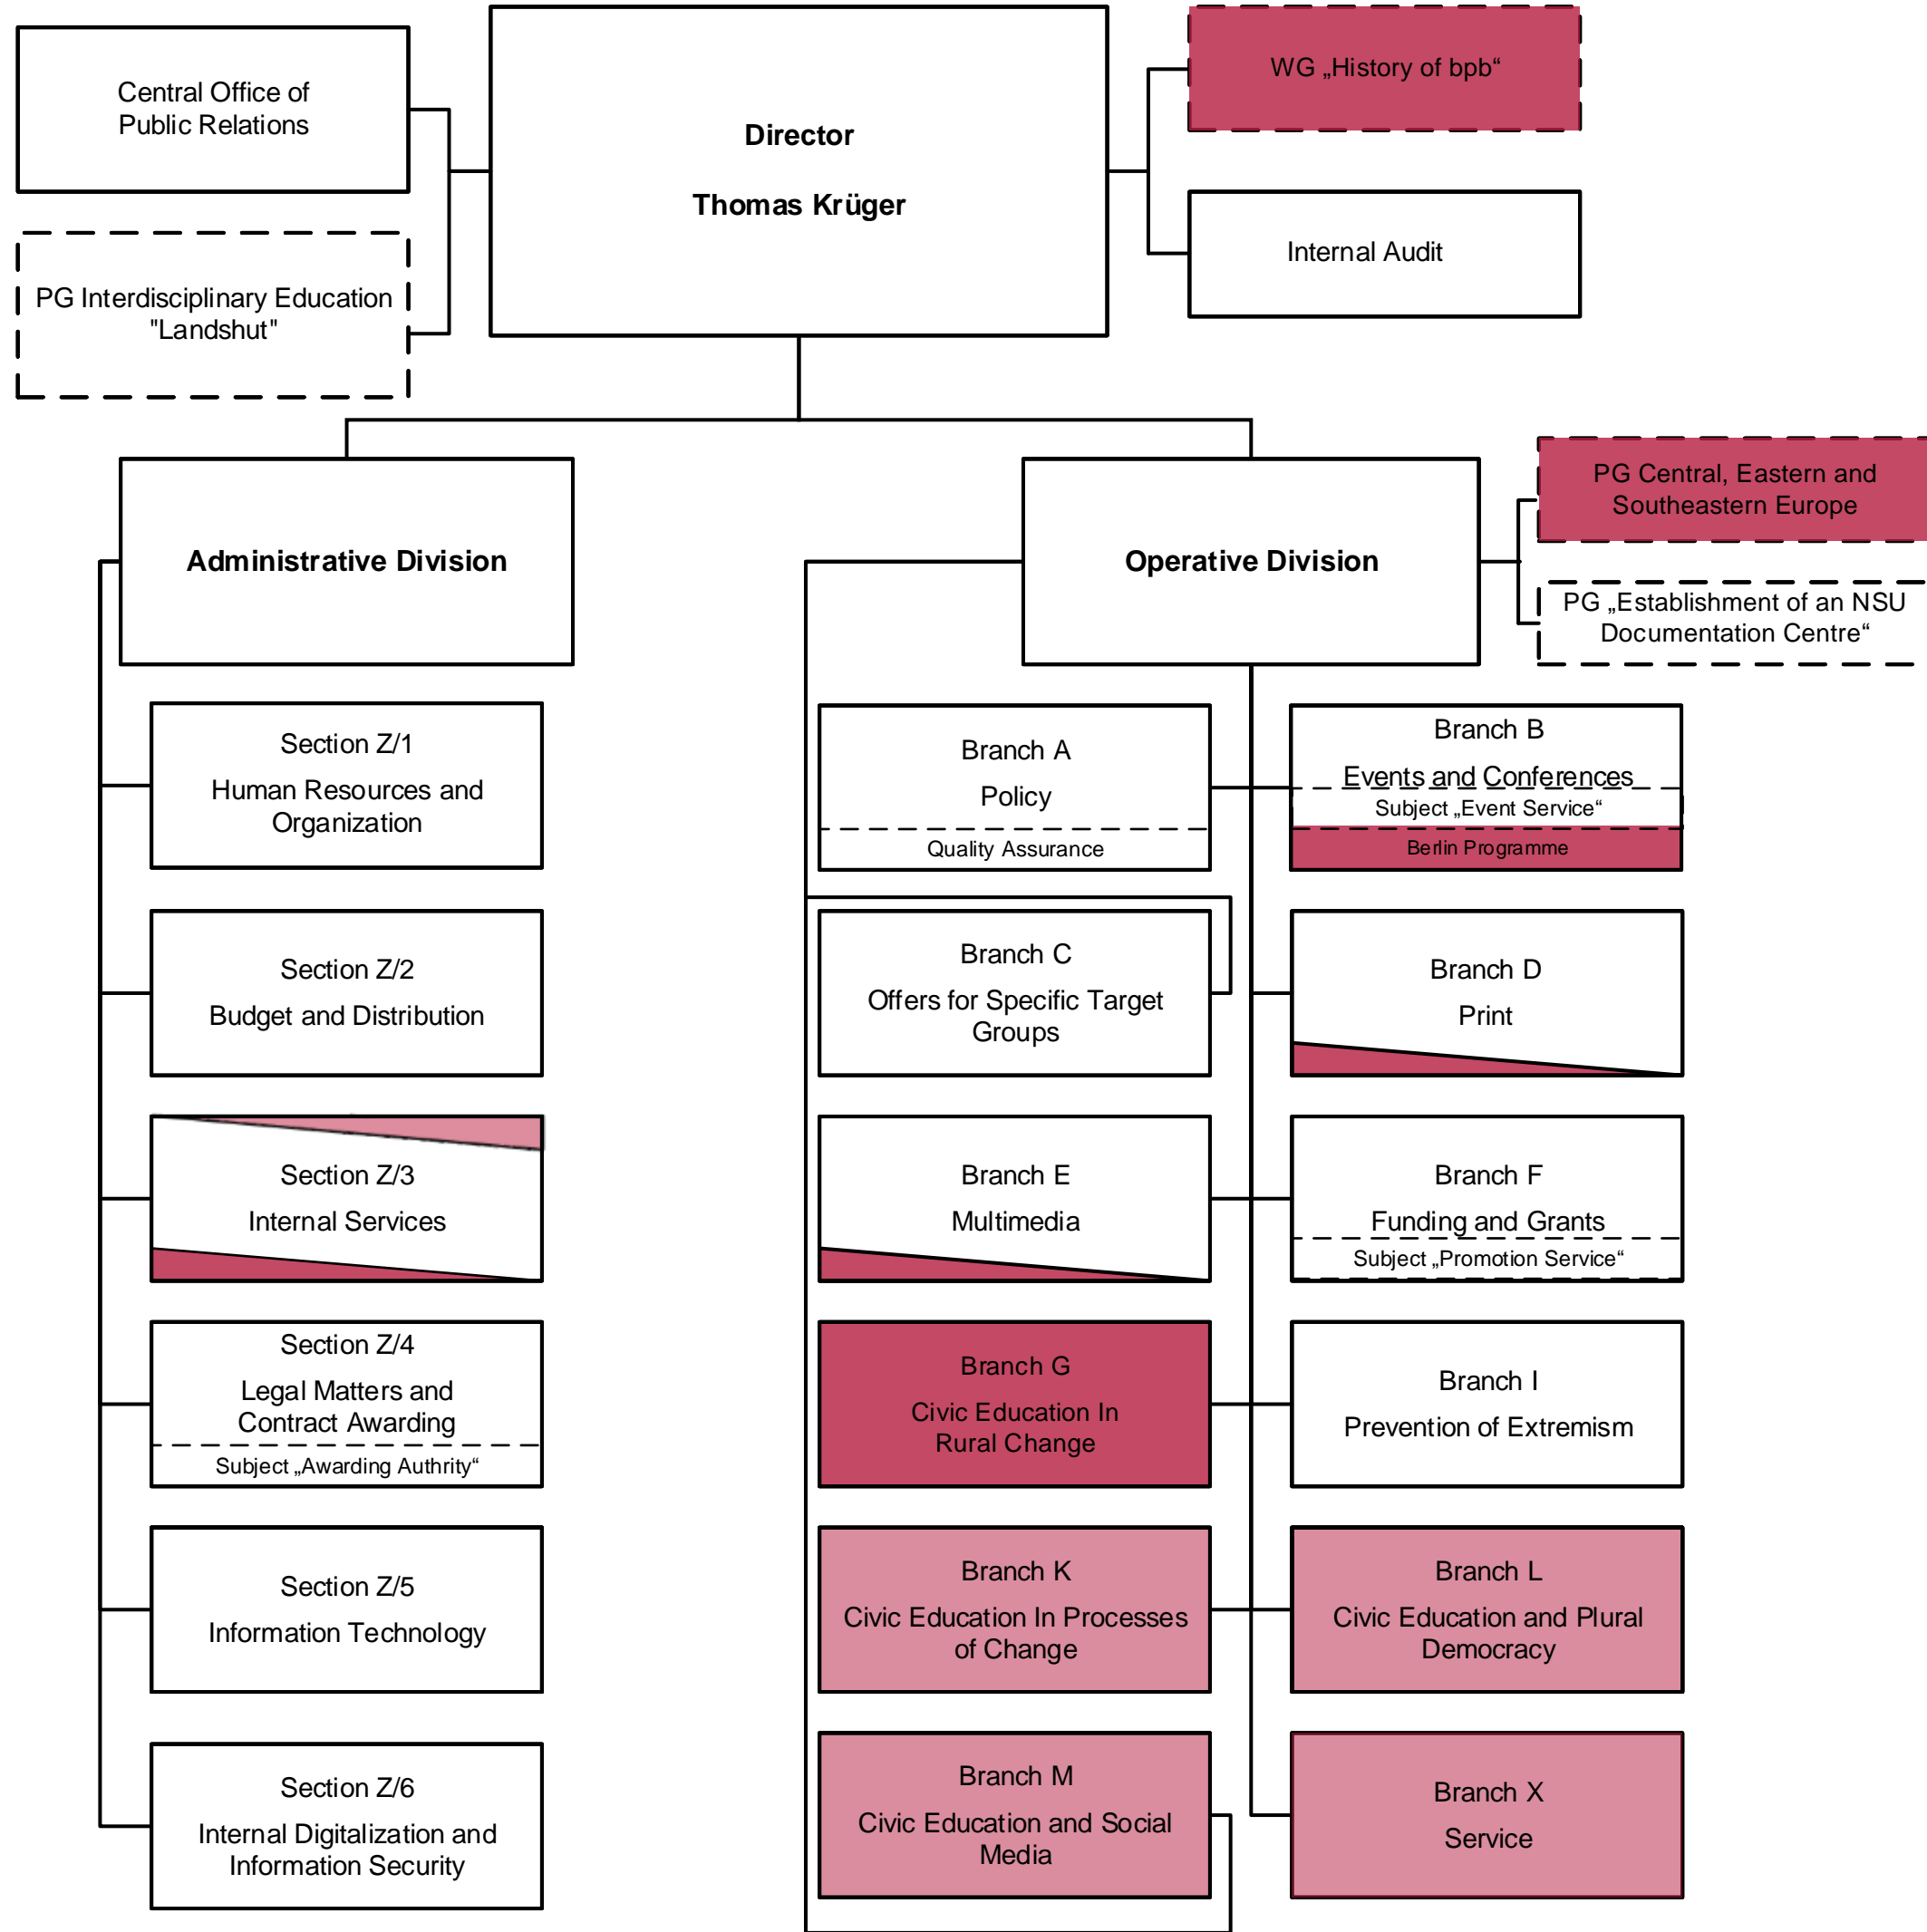 Central Office of
Public Relations
Director
Thomas Krüger
WG „History of bpb“
Internal Audit
PG Interdisciplinary Education
"Landshut"
Administrative Division
Operative Division
PG Central, Eastern and
Southeastern Europe
PG „Establishment of an NSU
Documentation Centre“
Section Z/1
Human Resources and
Organization
Section Z/2
Budget and Distribution
Section Z/3
Internal Services
Section Z/4
Legal Matters and
Contract Awarding
Subject „Awarding Authrity“
Section Z/5
Information Technology
Section Z/6
Internal Digitalization and
Information Security
Branch A
Policy
Quality Assurance
Branch B
Events and Conferences
Subject „Event Service“
Berlin Programme
Branch C
Offers for Specific Target
Groups
Branch D
Print
Branch E
Multimedia
Branch F
Funding and Grants
Subject „Promotion Service“
Branch G
Civic Education In
Rural Change
Branch I
Prevention of Extremism
Branch K
Civic Education In Processes
of Change
Branch L
Civic Education and Plural
Democracy
Branch M
Civic Education and Social
Media
Branch X
Service